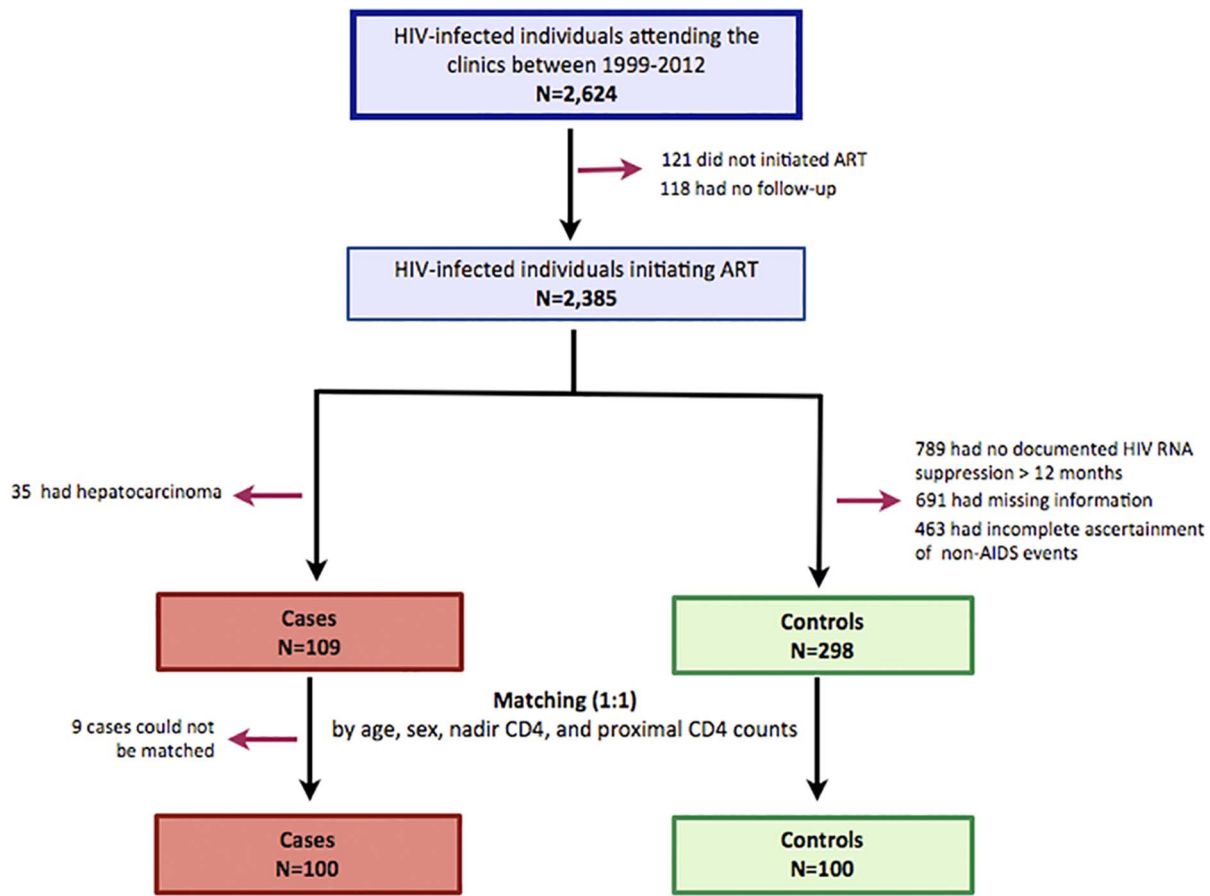 HIV-infected individuals attending the
clinics between 1999-2012
N=2,624
121 did not initiated ART
118 had no follow-up
HIV-infected individuals initiating ART
N=2,385
35 had hepatocarcinoma
789 had no documented HIV RNA
suppression > 12 months
691 had missing information
463 had incomplete ascertainment
of non-AIDS events
Cases
N=109
Controls
N=298
Matching (1:1)
by age, sex, nadir CD4, and proximal CD4 counts
9 cases could not
be matched
Cases
N=100
Controls
N=100